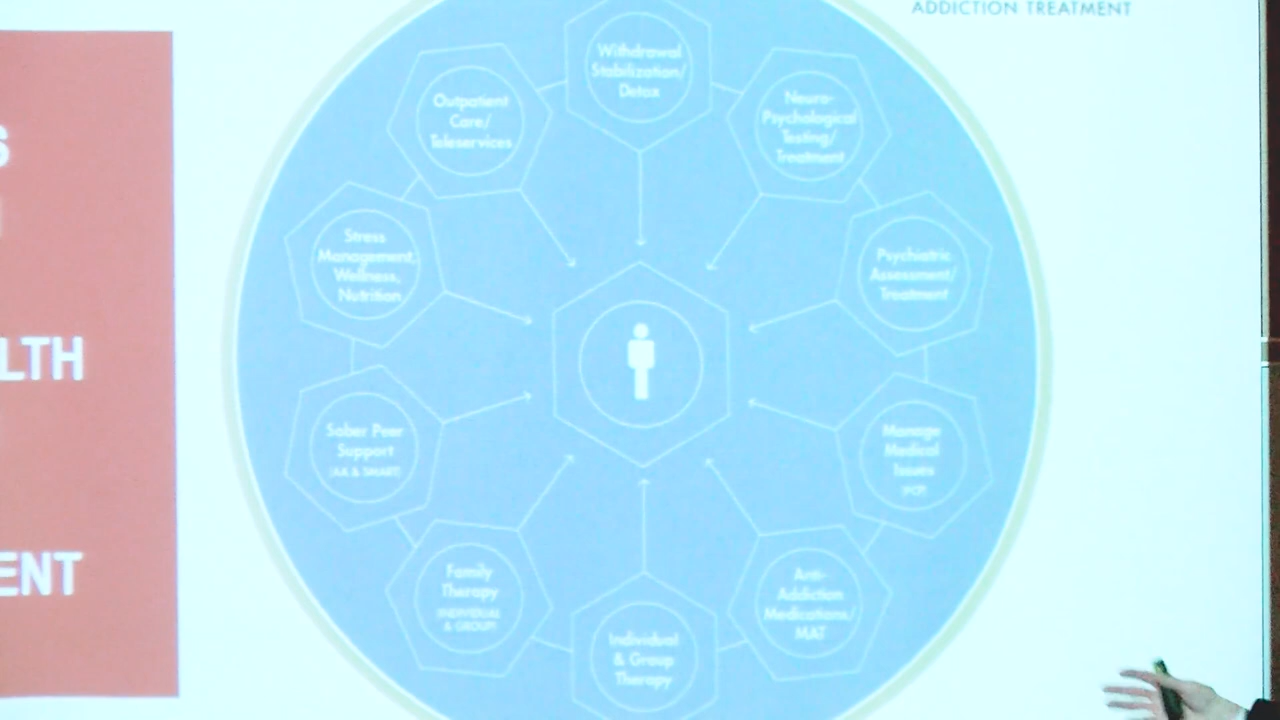 ADDICTION TREATMENT
S
LTH
ENT
Withdrawal
Stabilization/
Detox
Neuro-
Psychological
Testing/
Treatment
Psychiatric
Assessment/
Treatment
Manage
Medical
Issues
(PCP)
Anti-
Addiction
Medications/
MAT
Individual
& Group
Therapy
Family
Therapy
(INDIVIDUAL
& GROUP)
Sober Peer
Support
(AA & SMART)
Stress
Management,
Wellness,
Nutrition
Outpatient
Care/
Teleservices